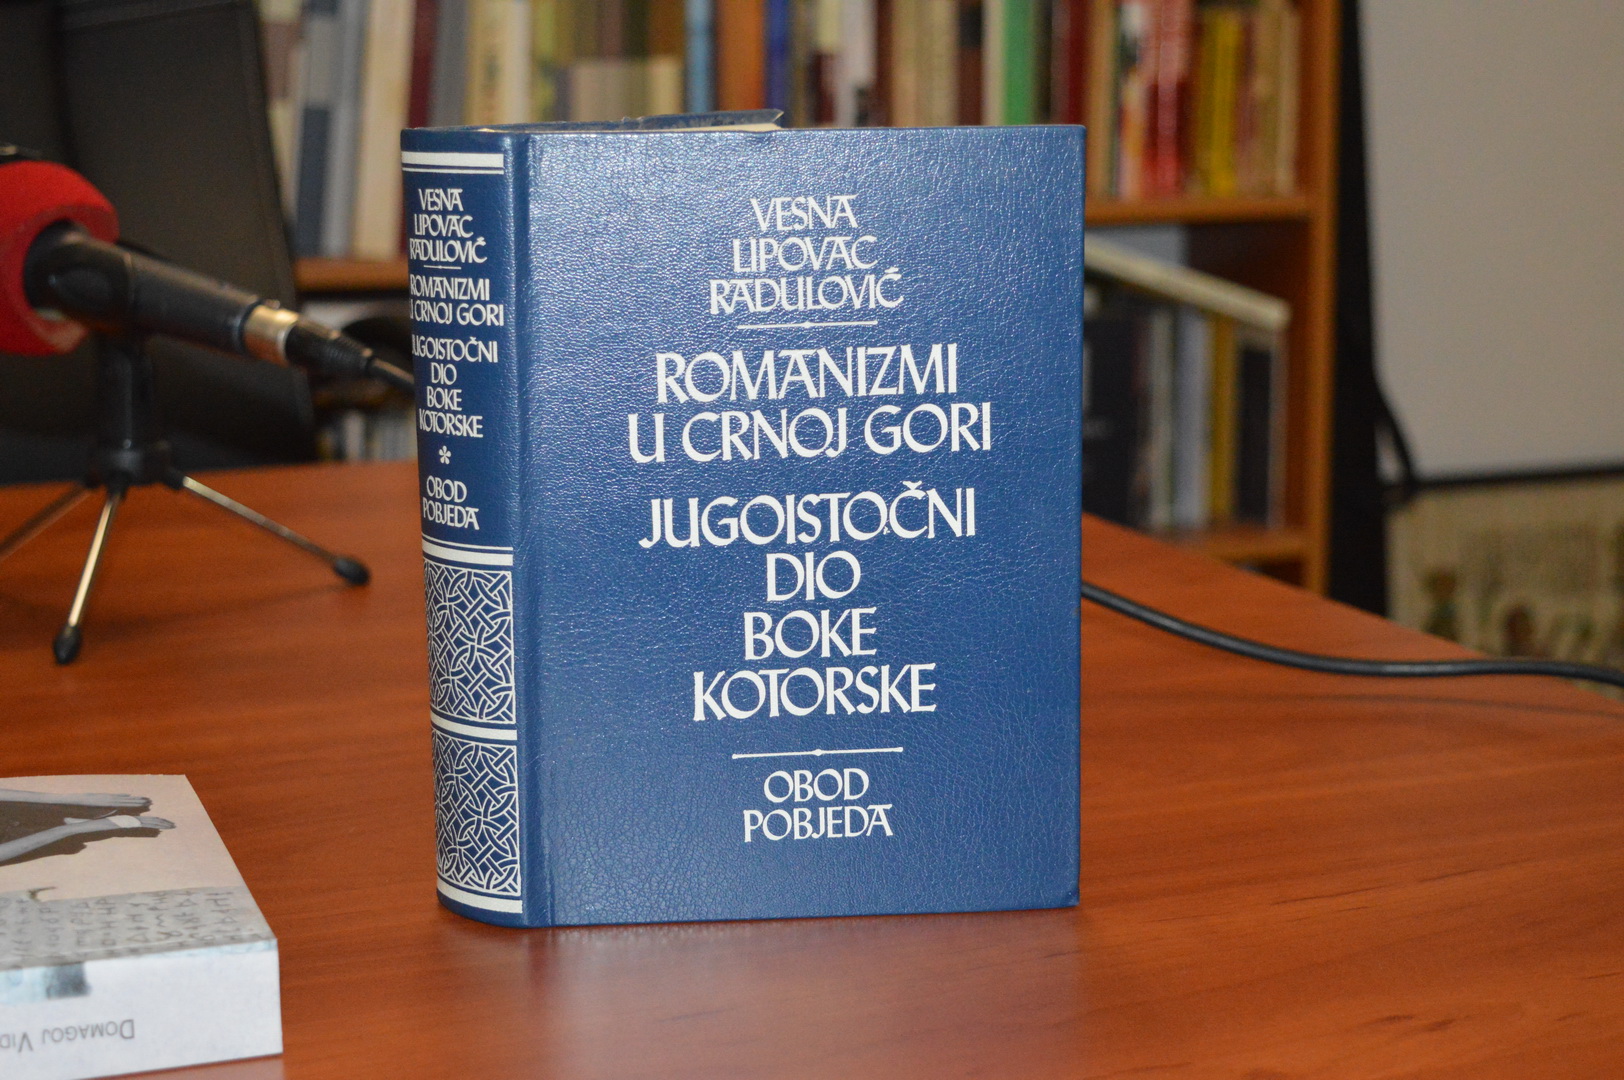 VESNA
LIPOVAC
RADULOVIĆ
ROMANIZMI
U CRNOJ GORI
JUGOISTOČNI
DIO
BOKE
KOTORSKE
*
OBOD
POBJEDA
VESNA
LIPOVAC
RADULOVIĆ
ROMANIZMI
U CRNOJ GORI
JUGOISTOČNI
DIO
BOKE
KOTORSKE
OBOD
POBJEDA
DOMAGOJ